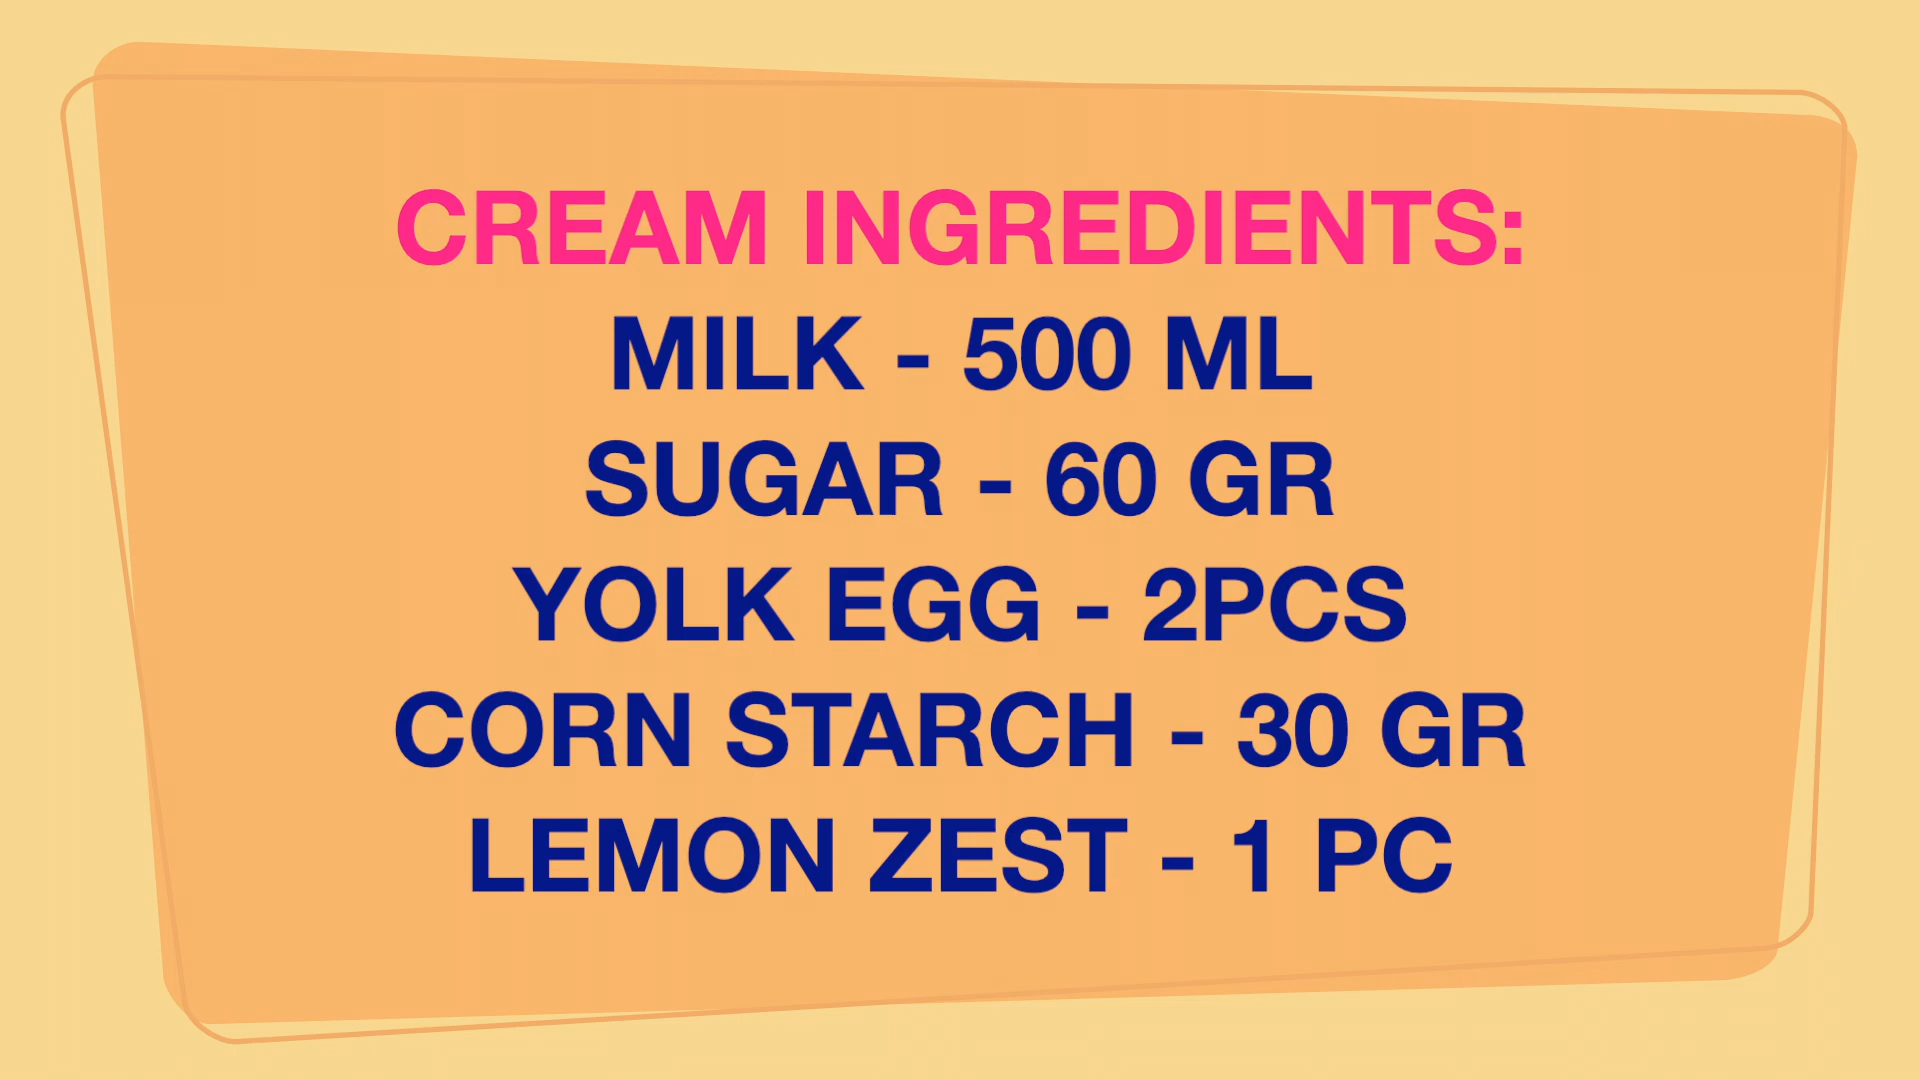 CREAM INGREDIENTS:
MILK - 500 ML
SUGAR - 60 GR
YOLK EGG - 2PCS
CORN STARCH - 30 GR
LEMON ZEST - 1 PC